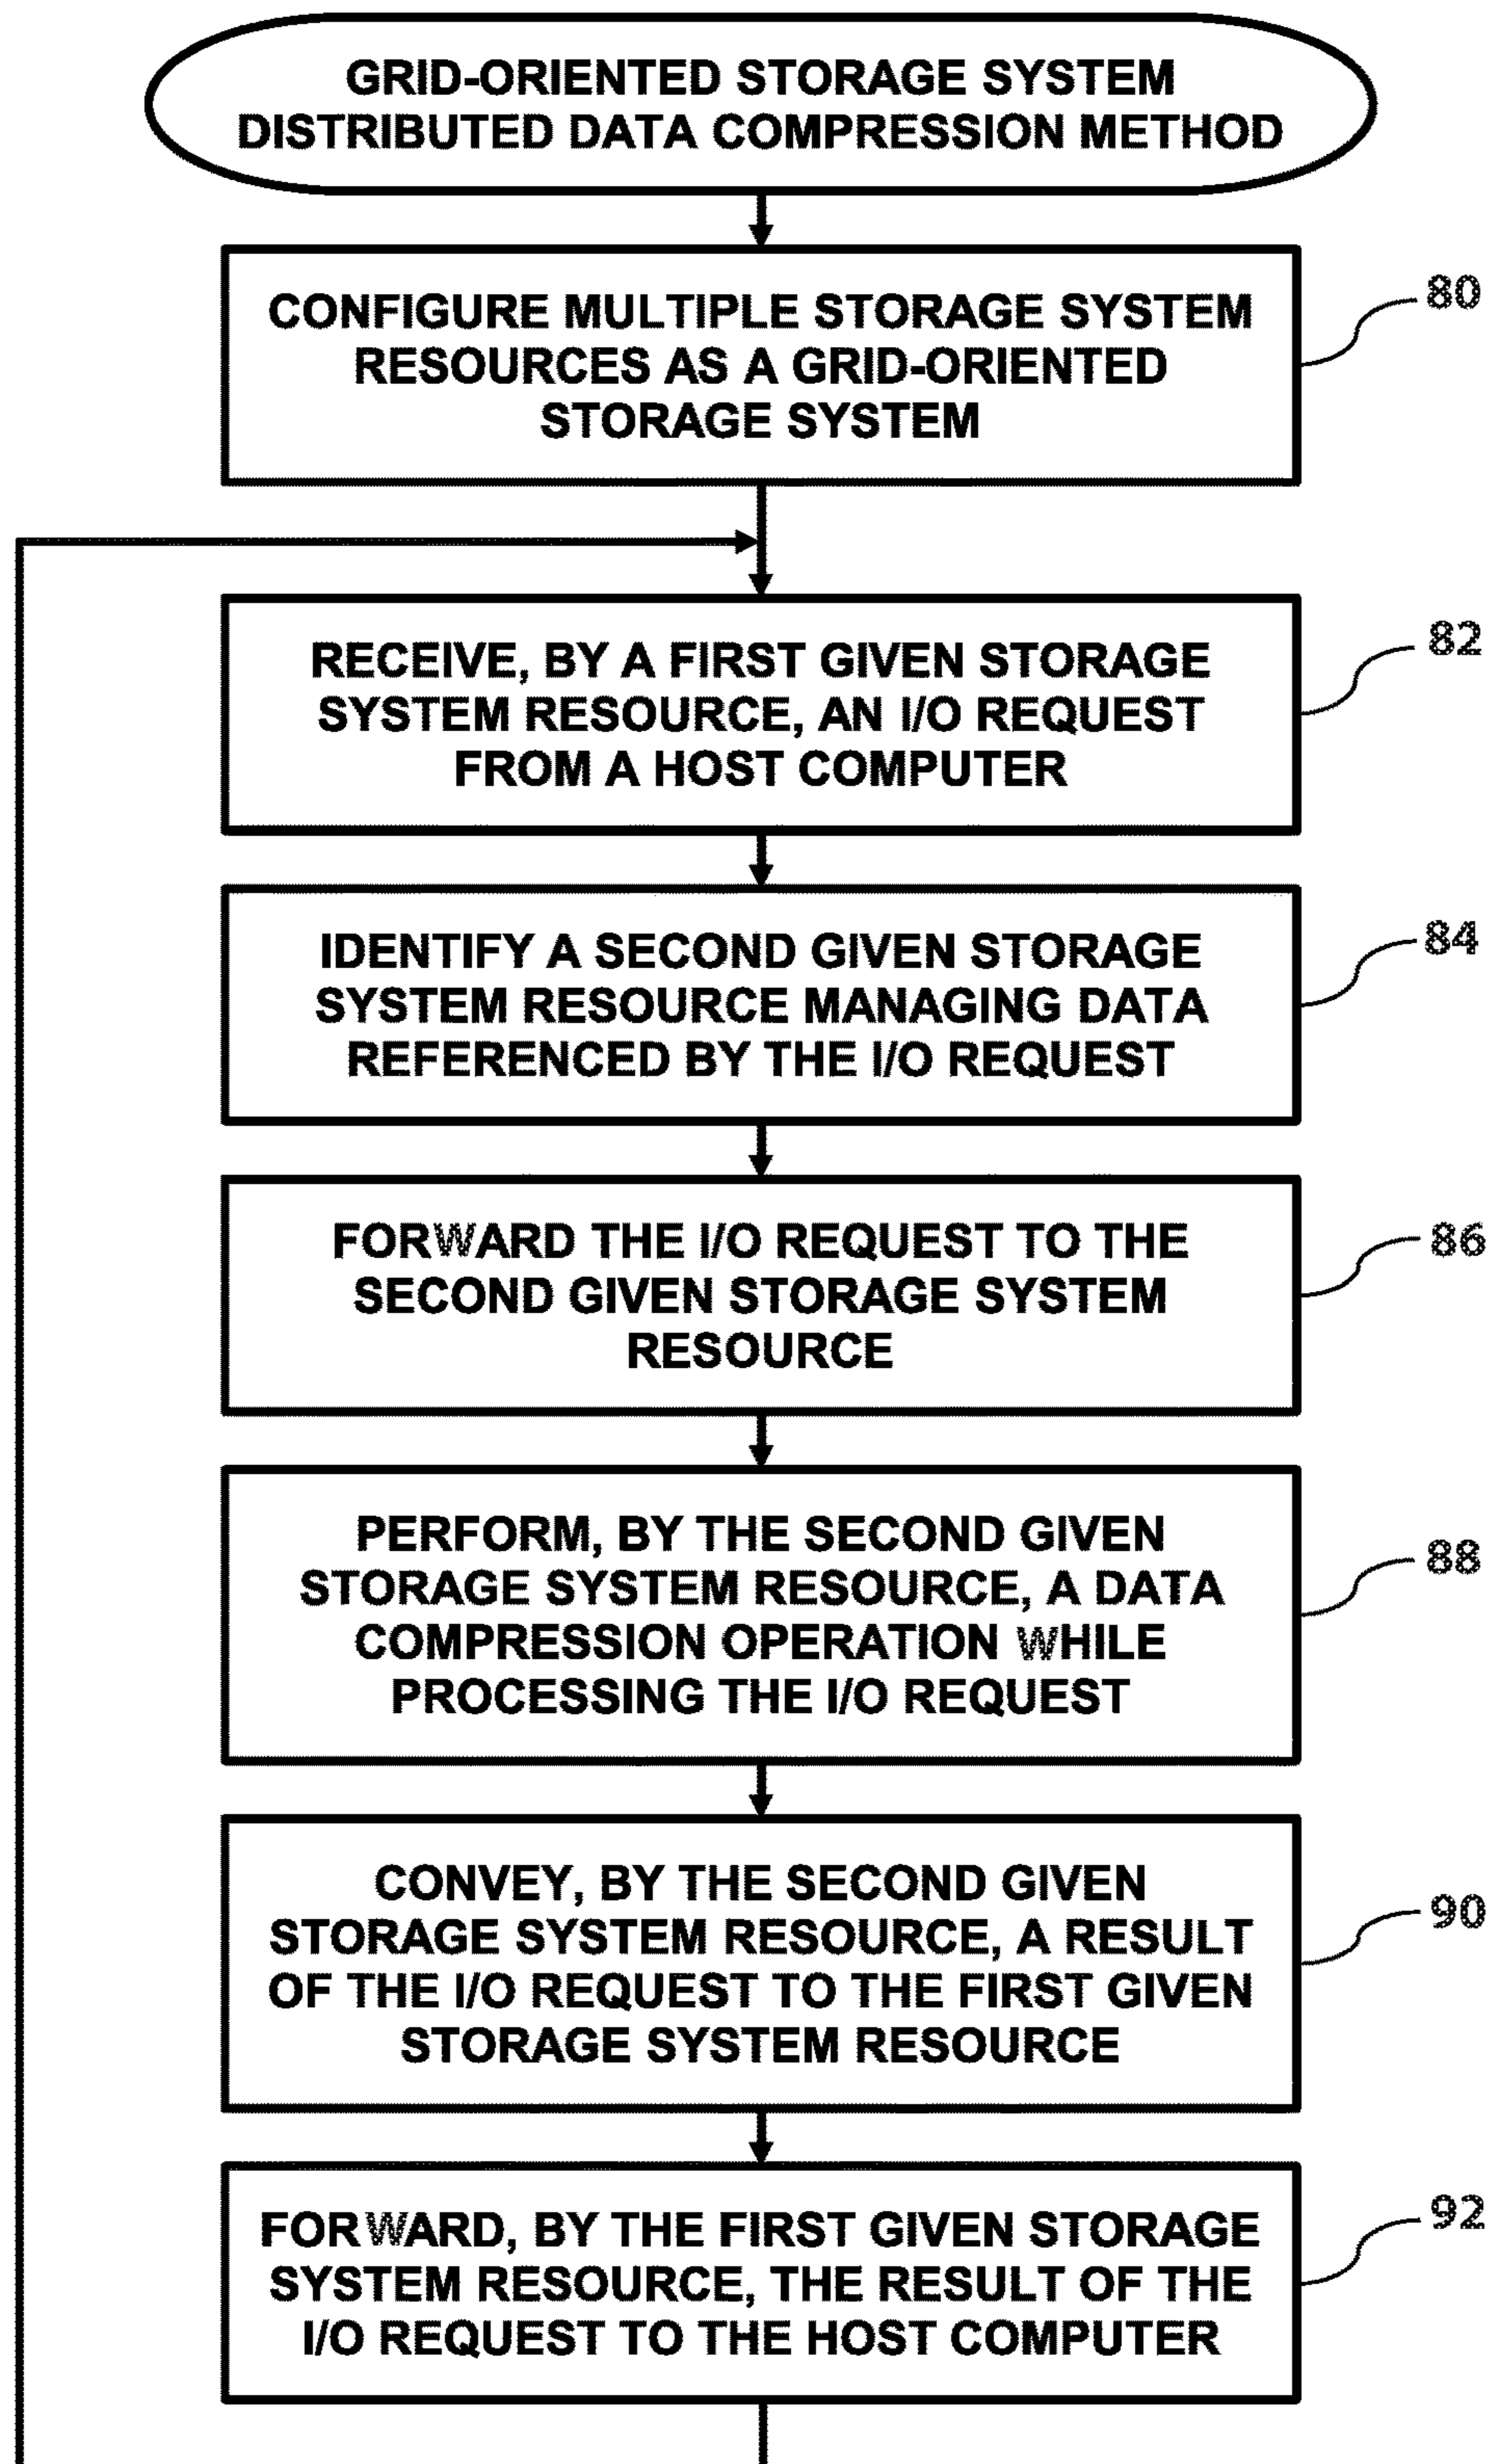 GRID-ORIENTED STORAGE SYSTEM
DISTRIBUTED DATA COMPRESSION METHOD
CONFIGURE MULTIPLE STORAGE SYSTEM
RESOURCES AS A GRID-ORIENTED
STORAGE SYSTEM
80
RECEIVE, BY A FIRST GIVEN STORAGE
SYSTEM RESOURCE, AN I/O REQUEST
FROM A HOST COMPUTER
82
IDENTIFY A SECOND GIVEN STORAGE
SYSTEM RESOURCE MANAGING DATA
REFERENCED BY THE I/O REQUEST
84
FORWARD THE I/O REQUEST TO THE
SECOND GIVEN STORAGE SYSTEM
RESOURCE
86
PERFORM, BY THE SECOND GIVEN
STORAGE SYSTEM RESOURCE, A DATA
COMPRESSION OPERATION WHILE
PROCESSING THE I/O REQUEST
88
CONVEY, BY THE SECOND GIVEN
STORAGE SYSTEM RESOURCE, A RESULT
OF THE I/O REQUEST TO THE FIRST GIVEN
STORAGE SYSTEM RESOURCE
90
FORWARD, BY THE FIRST GIVEN STORAGE
SYSTEM RESOURCE, THE RESULT OF THE
I/O REQUEST TO THE HOST COMPUTER
92